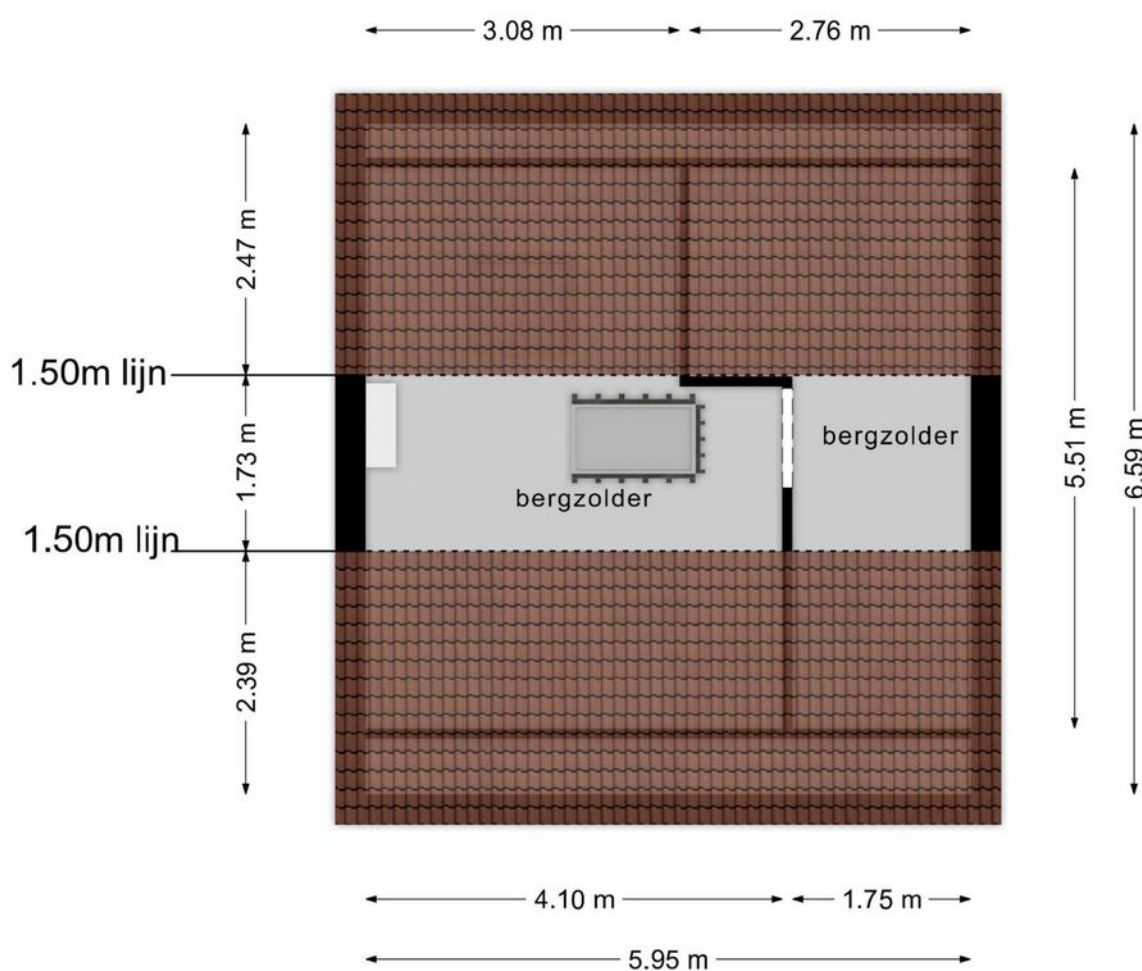 3.08 m
2.76 m
2.47 m
1.50m lijn
1.73 m
bergzolder
5.51 m
6.59 m
bergzolder
1.50m lijn
2.39 m
4.10 m
1.75 m
5.95 m